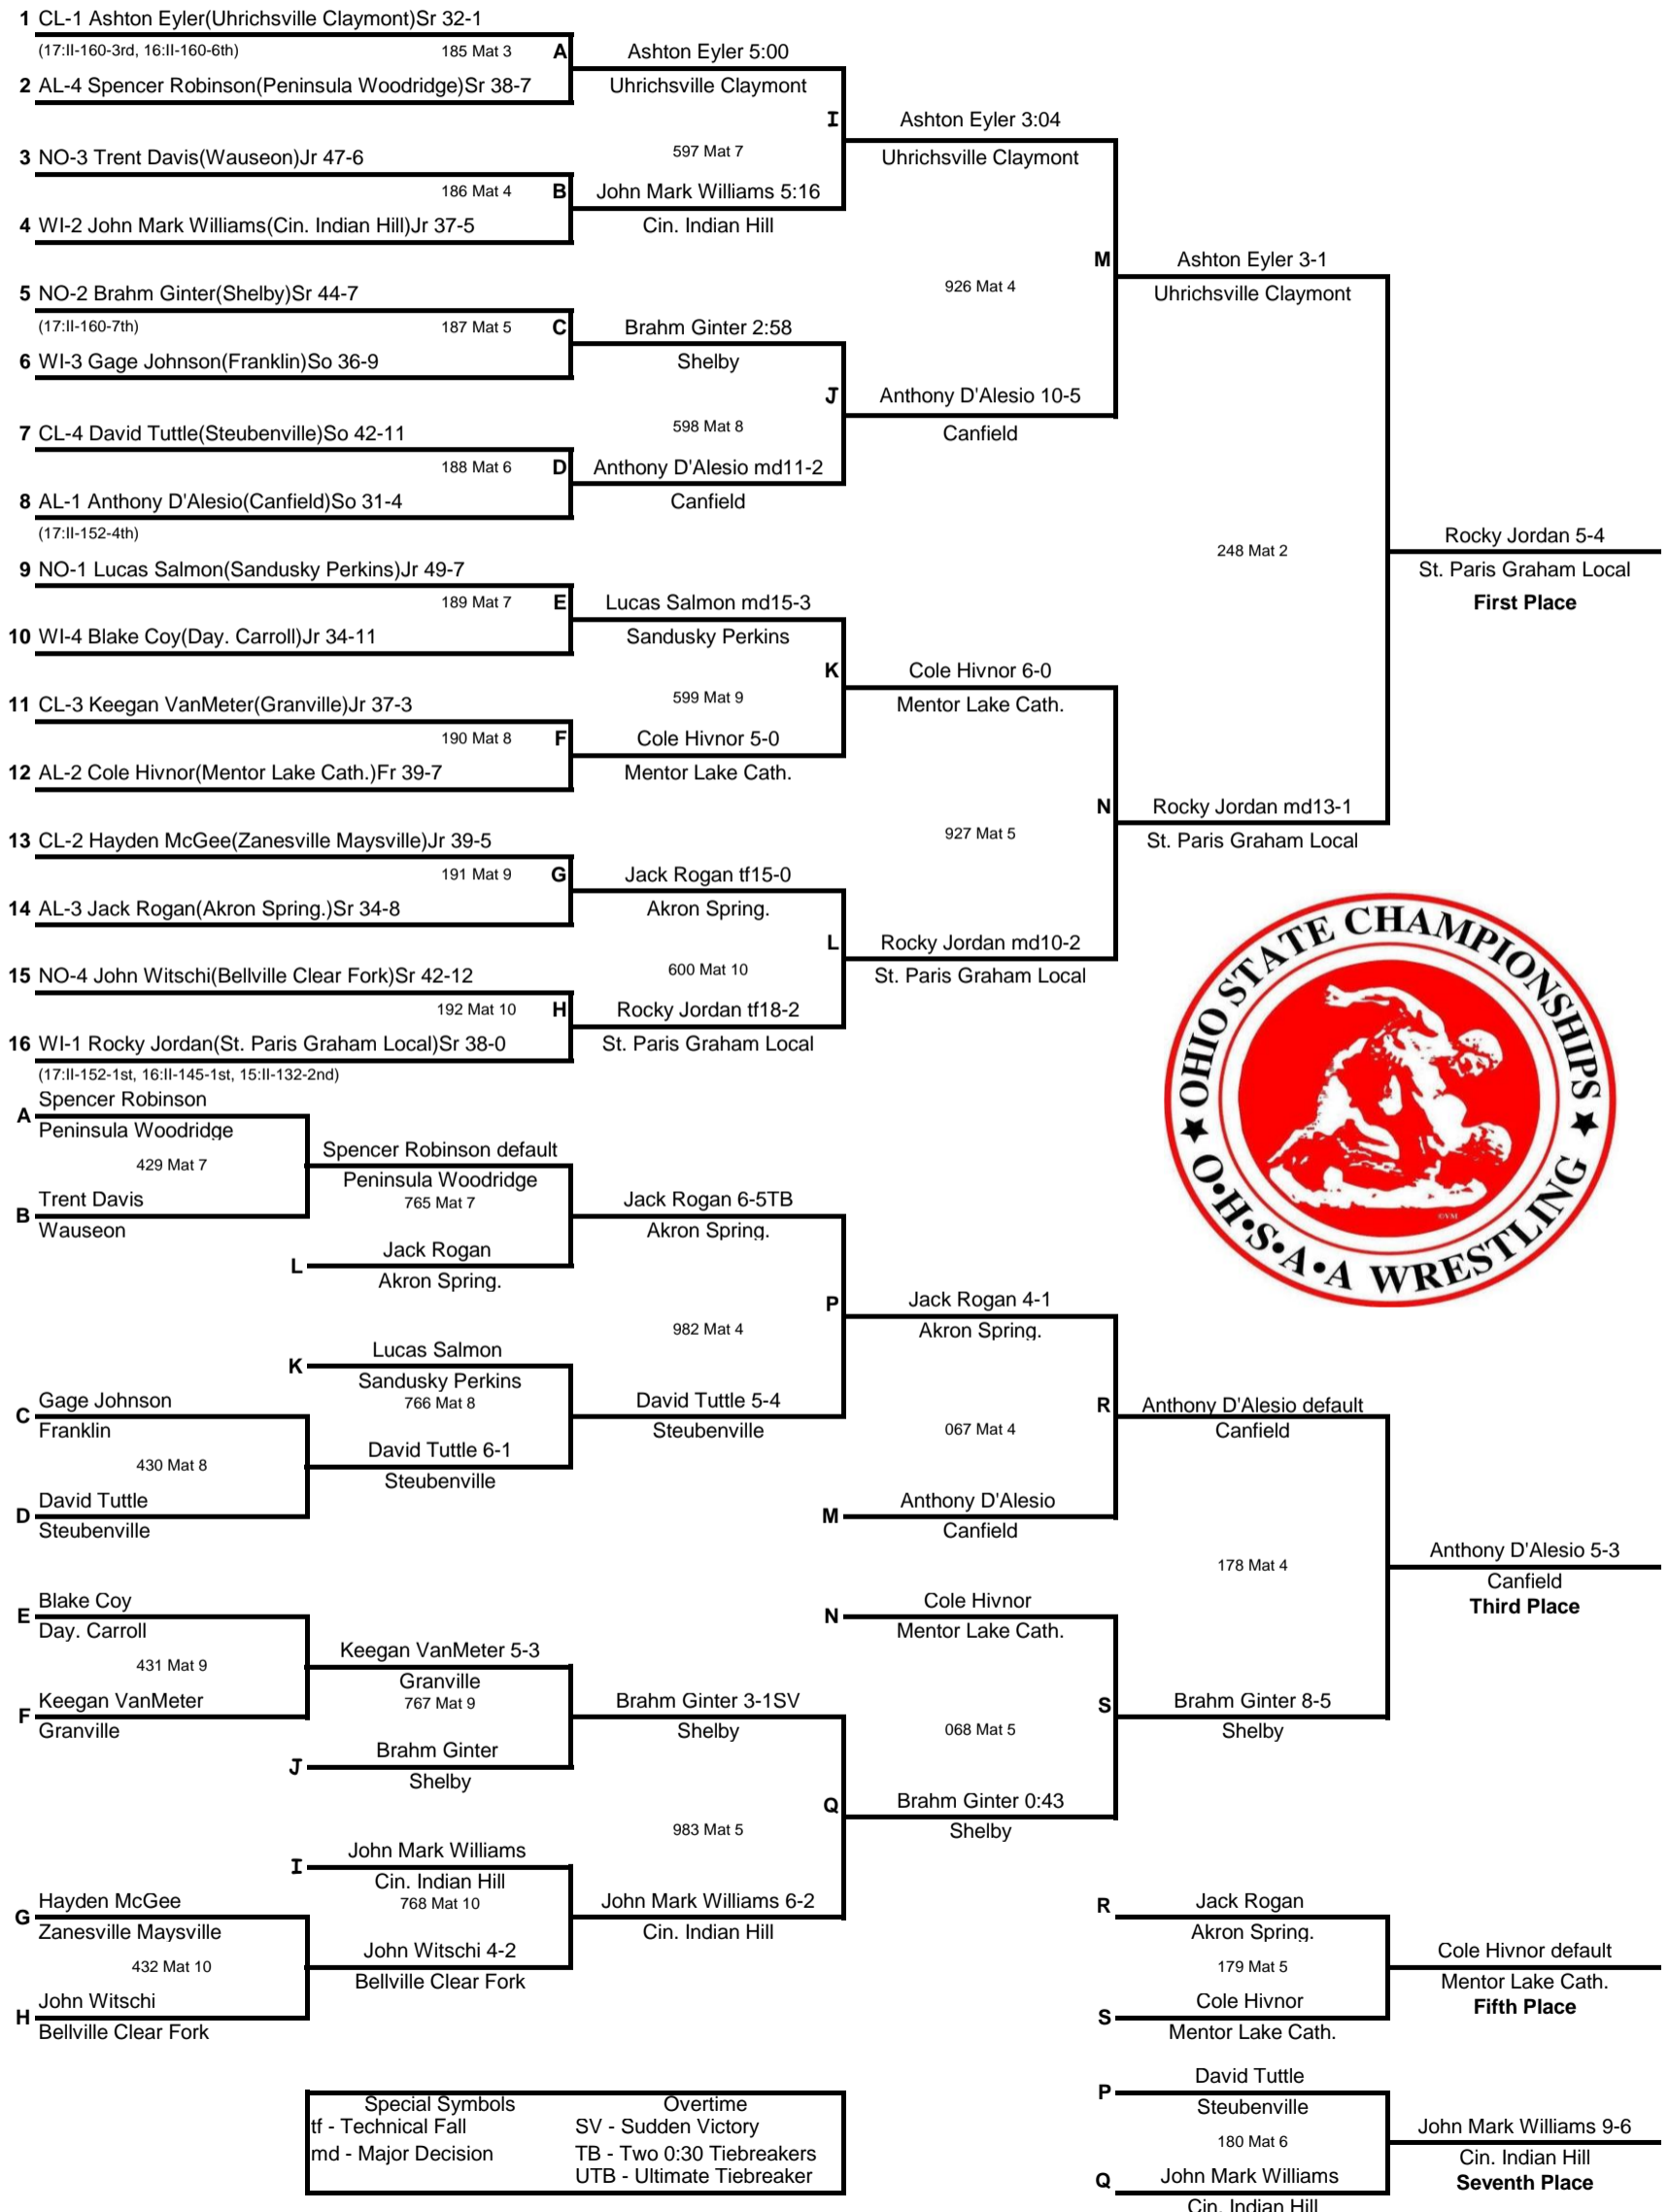 1 CL-1 Ashton Eyler(Uhrichsville Claymont)Sr 32-1
(17:II-160-3rd, 16:II-160-6th)
185 Mat 3
A
2 AL-4 Spencer Robinson(Peninsula Woodridge)Sr 38-7
3 NO-3 Trent Davis(Wauseon)Jr 47-6
186 Mat 4
B
4 WI-2 John Mark Williams(Cin. Indian Hill)Jr 37-5
5 NO-2 Brahm Ginter(Shelby)Sr 44-7
(17:II-160-7th)
187 Mat 5
C
6 WI-3 Gage Johnson(Franklin)So 36-9
7 CL-4 David Tuttle(Steubenville)So 42-11
188 Mat 6
D
8 AL-1 Anthony D'Alesio(Canfield)So 31-4
(17:II-152-4th)
9 NO-1 Lucas Salmon(Sandusky Perkins)Jr 49-7
189 Mat 7
E
10 WI-4 Blake Coy(Day. Carroll)Jr 34-11
11 CL-3 Keegan VanMeter(Granville)Jr 37-3
190 Mat 8
F
12 AL-2 Cole Hivnor(Mentor Lake Cath.)Fr 39-7
13 CL-2 Hayden McGee(Zanesville Maysville)Jr 39-5
191 Mat 9
G
14 AL-3 Jack Rogan(Akron Spring.)Sr 34-8
15 NO-4 John Witschi(Bellville Clear Fork)Sr 42-12
192 Mat 10
H
16 WI-1 Rocky Jordan(St. Paris Graham Local)Sr 38-0
(17:II-152-1st, 16:II-145-1st, 15:II-132-2nd)
Ashton Eyler 5:00
Uhrichsville Claymont
597 Mat 7
I
John Mark Williams 5:16
Cin. Indian Hill
Brahm Ginter 2:58
Shelby
598 Mat 8
J
Anthony D'Alesio md11-2
Canfield
Lucas Salmon md15-3
Sandusky Perkins
599 Mat 9
K
Cole Hivnor 5-0
Mentor Lake Cath.
Jack Rogan tf15-0
Akron Spring.
600 Mat 10
L
Rocky Jordan tf18-2
St. Paris Graham Local
Ashton Eyler 3:04
Uhrichsville Claymont
926 Mat 4
M
Anthony D'Alesio 10-5
Canfield
Cole Hivnor 6-0
Mentor Lake Cath.
927 Mat 5
N
Rocky Jordan md10-2
St. Paris Graham Local
Ashton Eyler 3-1
Uhrichsville Claymont
248 Mat 2
Rocky Jordan md13-1
St. Paris Graham Local
Rocky Jordan 5-4
St. Paris Graham Local
First Place
★ OHIO STATE CHAMPIONSHIPS ★
O•H•S•A•A WRESTLING
©VM
A
Spencer Robinson
Peninsula Woodridge
429 Mat 7
B
Trent Davis
Wauseon
Spencer Robinson default
Peninsula Woodridge
765 Mat 7
L
Jack Rogan
Akron Spring.
K
Lucas Salmon
Sandusky Perkins
766 Mat 8
C
Gage Johnson
Franklin
430 Mat 8
D
David Tuttle
Steubenville
David Tuttle 6-1
Steubenville
Jack Rogan 6-5TB
Akron Spring.
982 Mat 4
P
David Tuttle 5-4
Steubenville
Jack Rogan 4-1
Akron Spring.
067 Mat 4
R
M
Anthony D'Alesio
Canfield
Anthony D'Alesio default
Canfield
178 Mat 4
Anthony D'Alesio 5-3
Canfield
Third Place
E
Blake Coy
Day. Carroll
431 Mat 9
F
Keegan VanMeter
Granville
Keegan VanMeter 5-3
Granville
767 Mat 9
J
Brahm Ginter
Shelby
I
John Mark Williams
Cin. Indian Hill
768 Mat 10
G
Hayden McGee
Zanesville Maysville
432 Mat 10
H
John Witschi
Bellville Clear Fork
John Witschi 4-2
Bellville Clear Fork
Brahm Ginter 3-1SV
Shelby
983 Mat 5
Q
John Mark Williams 6-2
Cin. Indian Hill
N
Cole Hivnor
Mentor Lake Cath.
068 Mat 5
S
Brahm Ginter 0:43
Shelby
Brahm Ginter 8-5
Shelby
R
Jack Rogan
Akron Spring.
179 Mat 5
S
Cole Hivnor
Mentor Lake Cath.
Cole Hivnor default
Mentor Lake Cath.
Fifth Place
P
David Tuttle
Steubenville
180 Mat 6
Q
John Mark Williams
Cin. Indian Hill
John Mark Williams 9-6
Cin. Indian Hill
Seventh Place
Special Symbols
tf - Technical Fall
md - Major Decision
Overtime
SV - Sudden Victory
TB - Two 0:30 Tiebreakers
UTB - Ultimate Tiebreaker